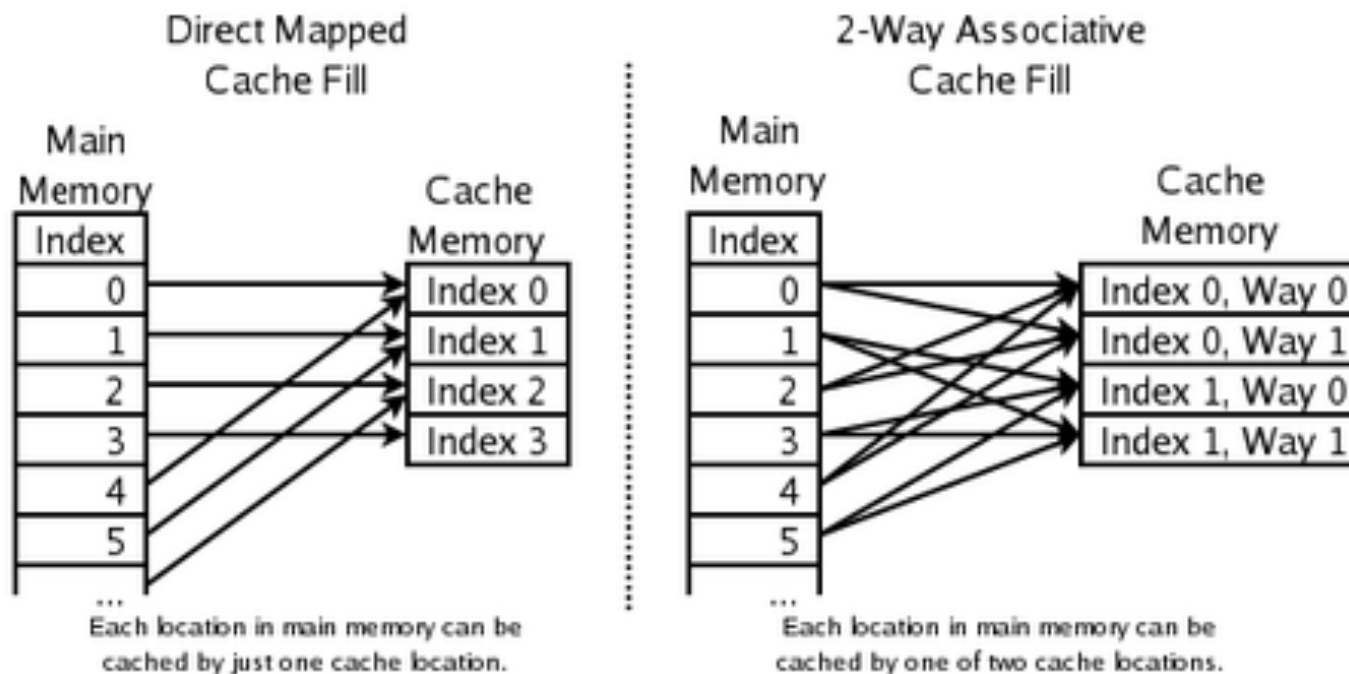 Direct Mapped
Cache Fill
Main
Memory
Index
0
1
2
3
4
5
...
Cache
Memory
Index 0
Index 1
Index 2
Index 3
Each location in main memory can be
cached by just one cache location.
2-Way Associative
Cache Fill
Main
Memory
Index
0
1
2
3
4
5
...
Cache
Memory
Index 0, Way 0
Index 0, Way 1
Index 1, Way 0
Index 1, Way 1
Each location in main memory can be
cached by one of two cache locations.